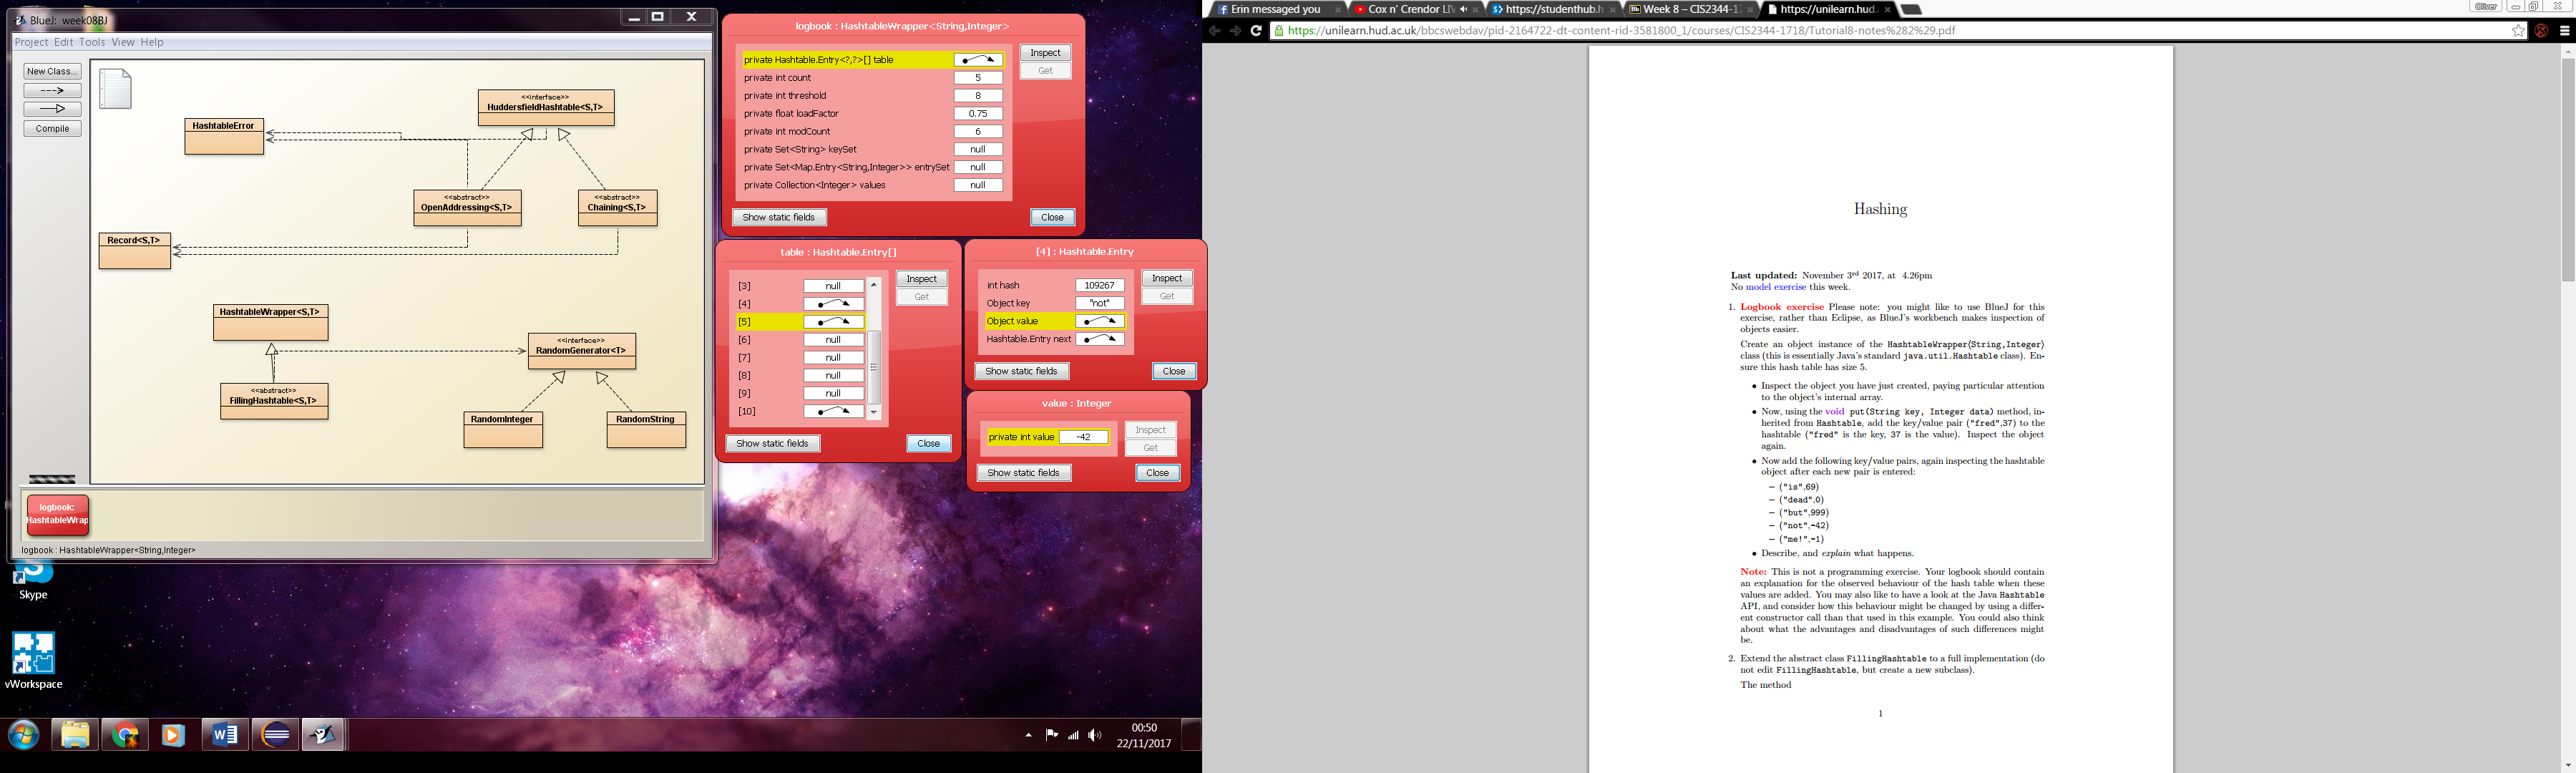 BlueJ: week08BJ
Project Edit Tools View Help
New Class...
Compile
<<interface>>
HuddersfieldHashtable<S,T>
HashtableError
<<abstract>>
OpenAddressing<S,T>
<<abstract>>
Chaining<S,T>
Record<S,T>
HashtableWrapper<S,T>
<<interface>>
RandomGenerator<T>
<<abstract>>
FillingHashtable<S,T>
RandomInteger
RandomString
logbook:
HashtableWrap
logbook : HashtableWrapper<String,Integer>
Skype
vWorkspace
logbook : HashtableWrapper<String,Integer>
private Hashtable.Entry<?,?>[] table
private int count 5
private int threshold 8
private float loadFactor 0.75
private int modCount 6
private Set<String> keySet null
private Set<Map.Entry<String,Integer>> entrySet null
private Collection<Integer> values null
Inspect
Get
Show static fields
Close
table : Hashtable.Entry[]
[3] null
[4]
[5]
[6] null
[7] null
[8] null
[9] null
[10]
Inspect
Get
Show static fields
Close
[4] : Hashtable.Entry
int hash 109267
Object key "not"
Object value
Hashtable.Entry next
Inspect
Get
Show static fields
Close
value : Integer
private int value -42
Inspect
Get
Show static fields
Close
00:50
22/11/2017
Erin messaged you
Cox n' Crendor LIV
https://studenthub.h
Week 8 – CIS2344-17
https://unilearn.hud.
Oliver
https://unilearn.hud.ac.uk/bbcswebdav/pid-2164722-dt-content-rid-3581800_1/courses/CIS2344-1718/Tutorial8-notes%282%29.pdf
Hashing
Last updated: November 3rd 2017, at 4.26pm
No model exercise this week.
1. Logbook exercise Please note: you might like to use BlueJ for this
exercise, rather than Eclipse, as BlueJ's workbench makes inspection of
objects easier.
Create an object instance of the HashtableWrapper⟨String,Integer⟩
class (this is essentially Java's standard java.util.Hashtable class). En-
sure this hash table has size 5.
• Inspect the object you have just created, paying particular attention
to the object's internal array.
• Now, using the void put(String key, Integer data) method, in-
herited from Hashtable, add the key/value pair ("fred",37) to the
hashtable ("fred" is the key, 37 is the value). Inspect the object
again.
• Now add the following key/value pairs, again inspecting the hashtable
object after each new pair is entered:
– ("is",69)
– ("dead",0)
– ("but",999)
– ("not",-42)
– ("me!",-1)
• Describe, and explain what happens.
Note: This is not a programming exercise. Your logbook should contain
an explanation for the observed behaviour of the hash table when these
values are added. You may also like to have a look at the Java Hashtable
API, and consider how this behaviour might be changed by using a differ-
ent constructor call than that used in this example. You could also think
about what the advantages and disadvantages of such differences might
be.
2. Extend the abstract class FillingHashtable to a full implementation (do
not edit FillingHashtable, but create a new subclass).
The method
1